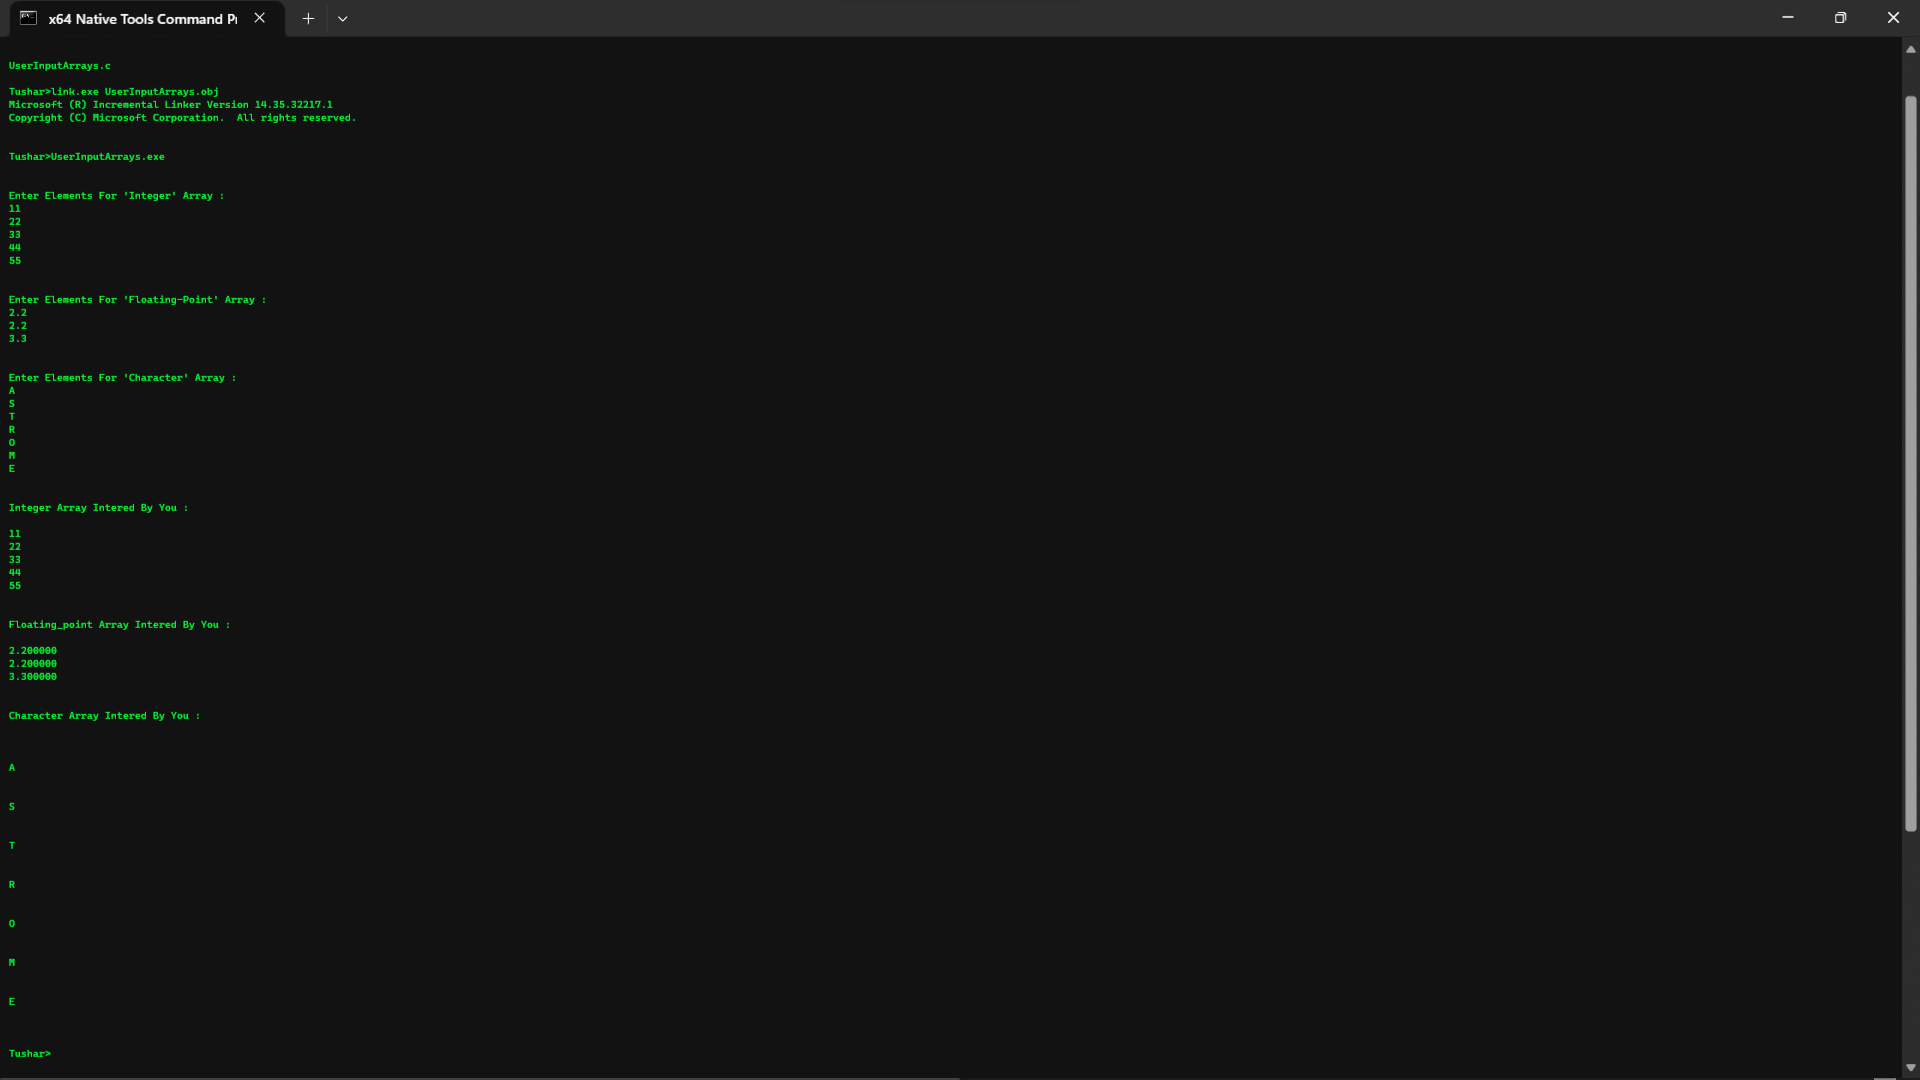 x64 Native Tools Command Pr
UserInputArrays.c
Tushar>link.exe UserInputArrays.obj
Microsoft (R) Incremental Linker Version 14.35.32217.1
Copyright (C) Microsoft Corporation.  All rights reserved.
Tushar>UserInputArrays.exe
Enter Elements For 'Integer' Array :
11
22
33
44
55
Enter Elements For 'Floating-Point' Array :
2.2
2.2
3.3
Enter Elements For 'Character' Array :
A
S
T
R
O
M
E
Integer Array Intered By You :
11
22
33
44
55
Floating_point Array Intered By You :
2.200000
2.200000
3.300000
Character Array Intered By You :
A
S
T
R
O
M
E
Tushar>